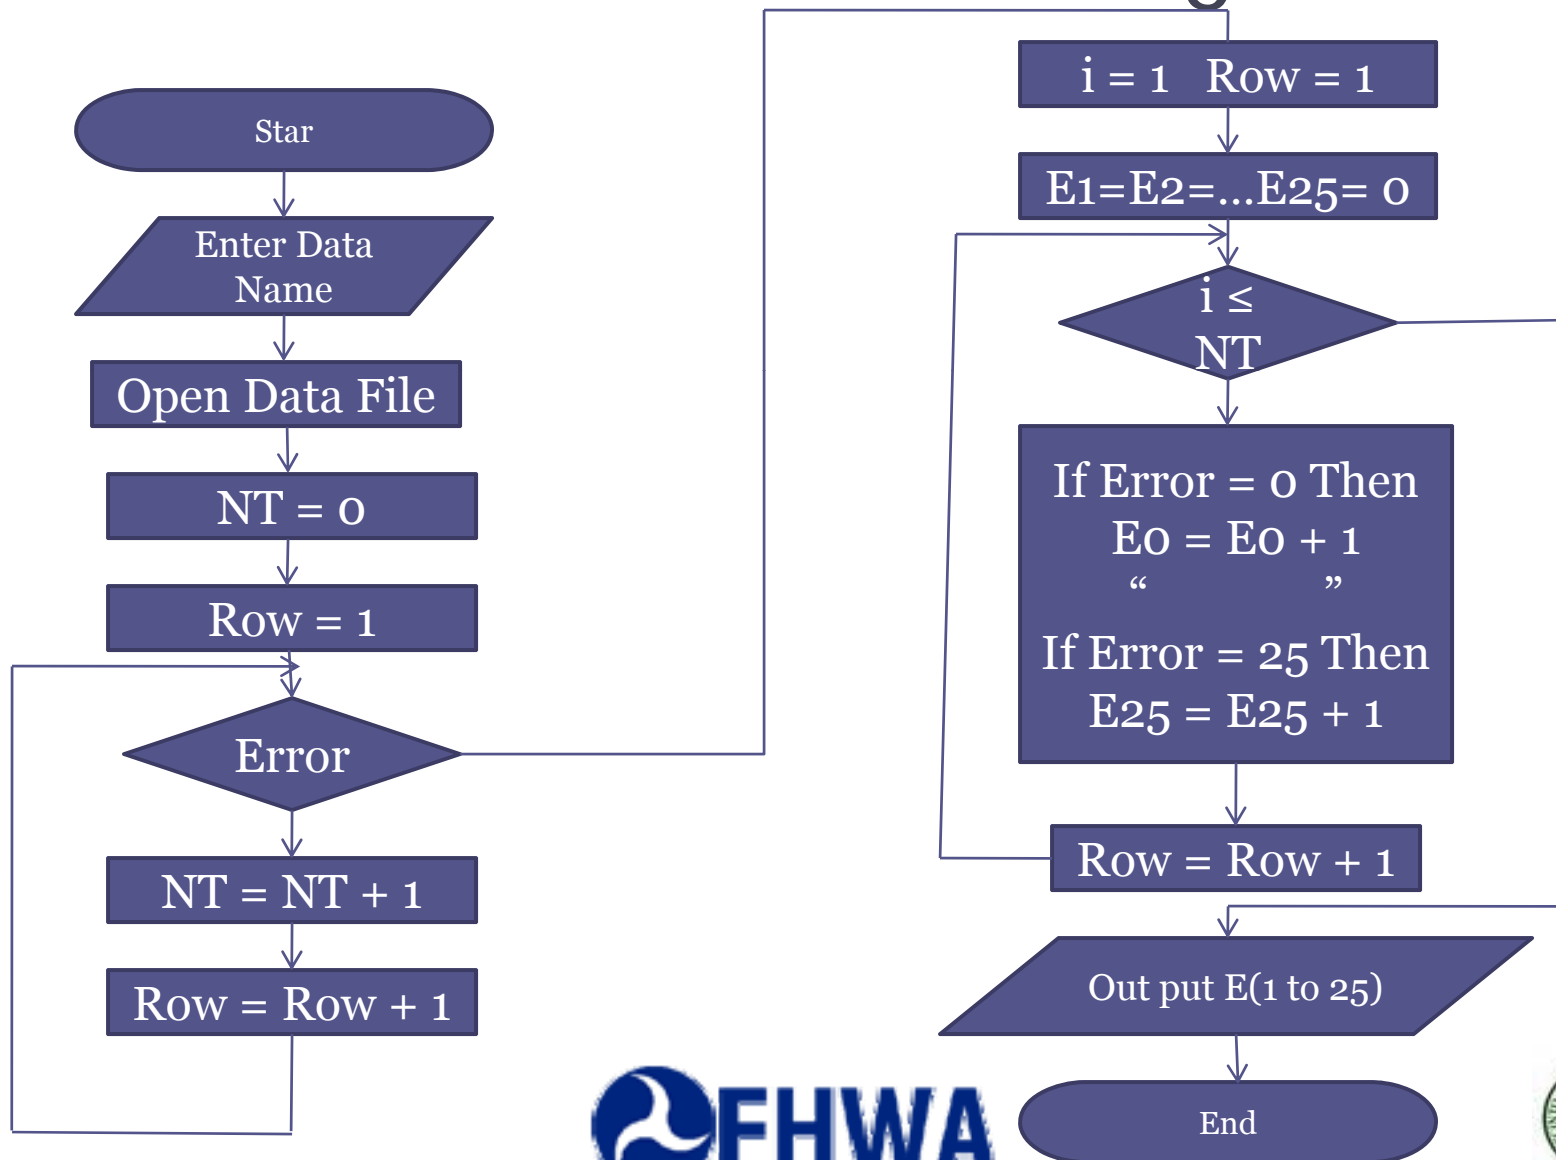 Star
Enter Data
Name
Open Data File
NT = 0
Row = 1
Error
NT = NT + 1
Row = Row + 1
i = 1 Row = 1
E1=E2=...E25= 0
i ≤
NT
If Error = 0 Then
E0 = E0 + 1
“ ”
If Error = 25 Then
E25 = E25 + 1
Row = Row + 1
Out put E(1 to 25)
End
FHWA